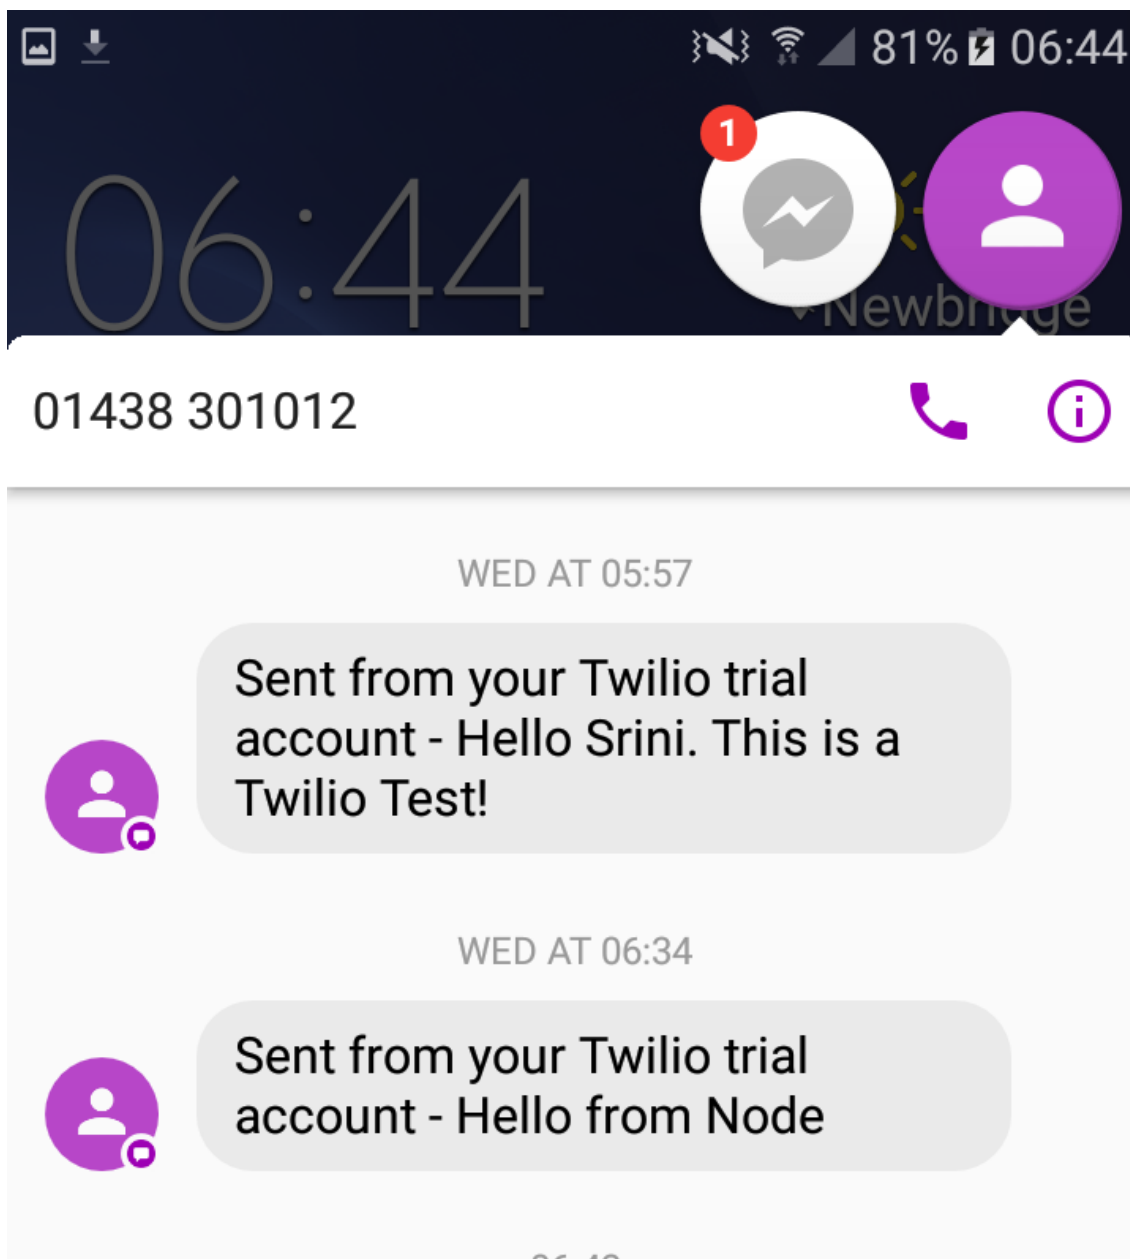 81% 06:44
06:44
1
Newbridge
01438 301012
WED AT 05:57
Sent from your Twilio trial
account - Hello Srini. This is a
Twilio Test!
WED AT 06:34
Sent from your Twilio trial
account - Hello from Node